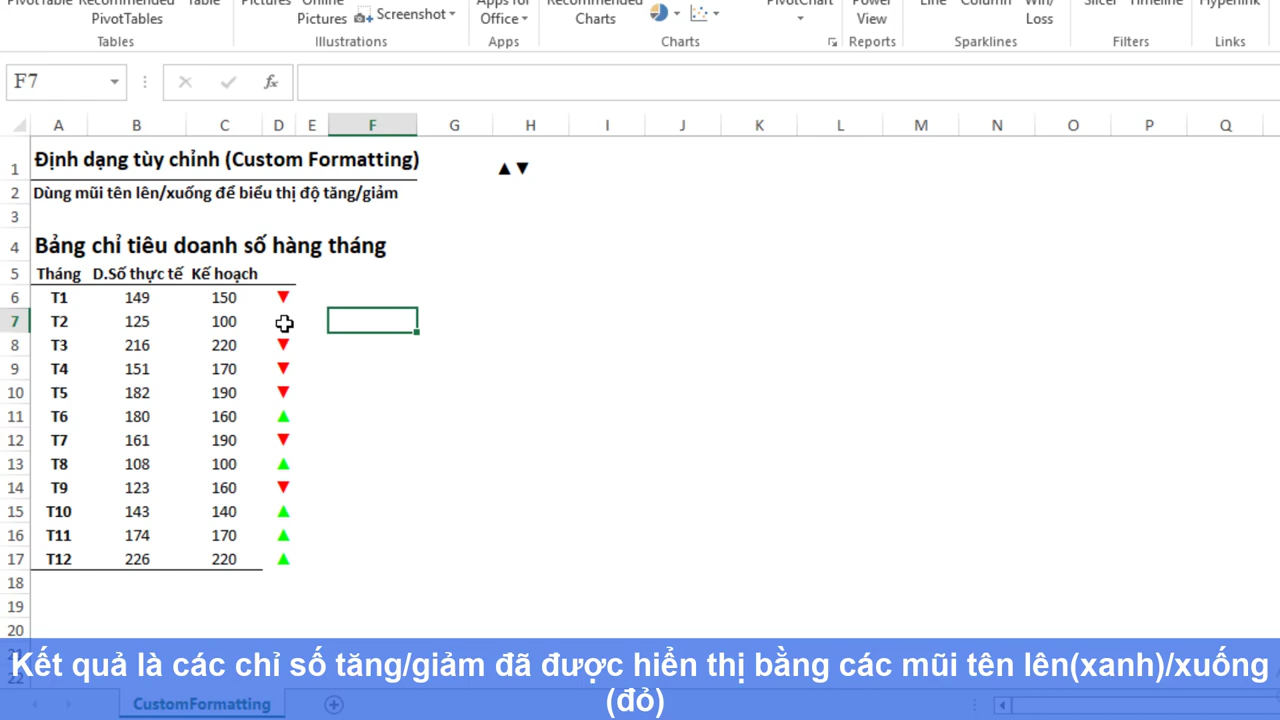 PivotTable Recommended Table Pictures Online Apps for Recommended PivotChart Power Line Column Win/ Slicer Timeline Hyperlink
PivotTables Pictures Screenshot Office Charts View Loss
Tables Illustrations Apps Charts Reports Sparklines Filters Links
F7 fx
A B C D E F G H I J K L M N O P Q
1 Định dạng tùy chỉnh (Custom Formatting) ▲▼
2 Dùng mũi tên lên/xuống để biểu thị độ tăng/giảm
3
4 Bảng chỉ tiêu doanh số hàng tháng
5 Tháng D.Số thực tế Kế hoạch
6 T1 149 150 ▼
7 T2 125 100
8 T3 216 220 ▼
9 T4 151 170 ▼
10 T5 182 190 ▼
11 T6 180 160 ▲
12 T7 161 190 ▼
13 T8 108 100 ▲
14 T9 123 160 ▼
15 T10 143 140 ▲
16 T11 174 170 ▲
17 T12 226 220 ▲
18
19
20
21
22
Kết quả là các chỉ số tăng/giảm đã được hiển thị bằng các mũi tên lên(xanh)/xuống
(đỏ)
CustomFormatting